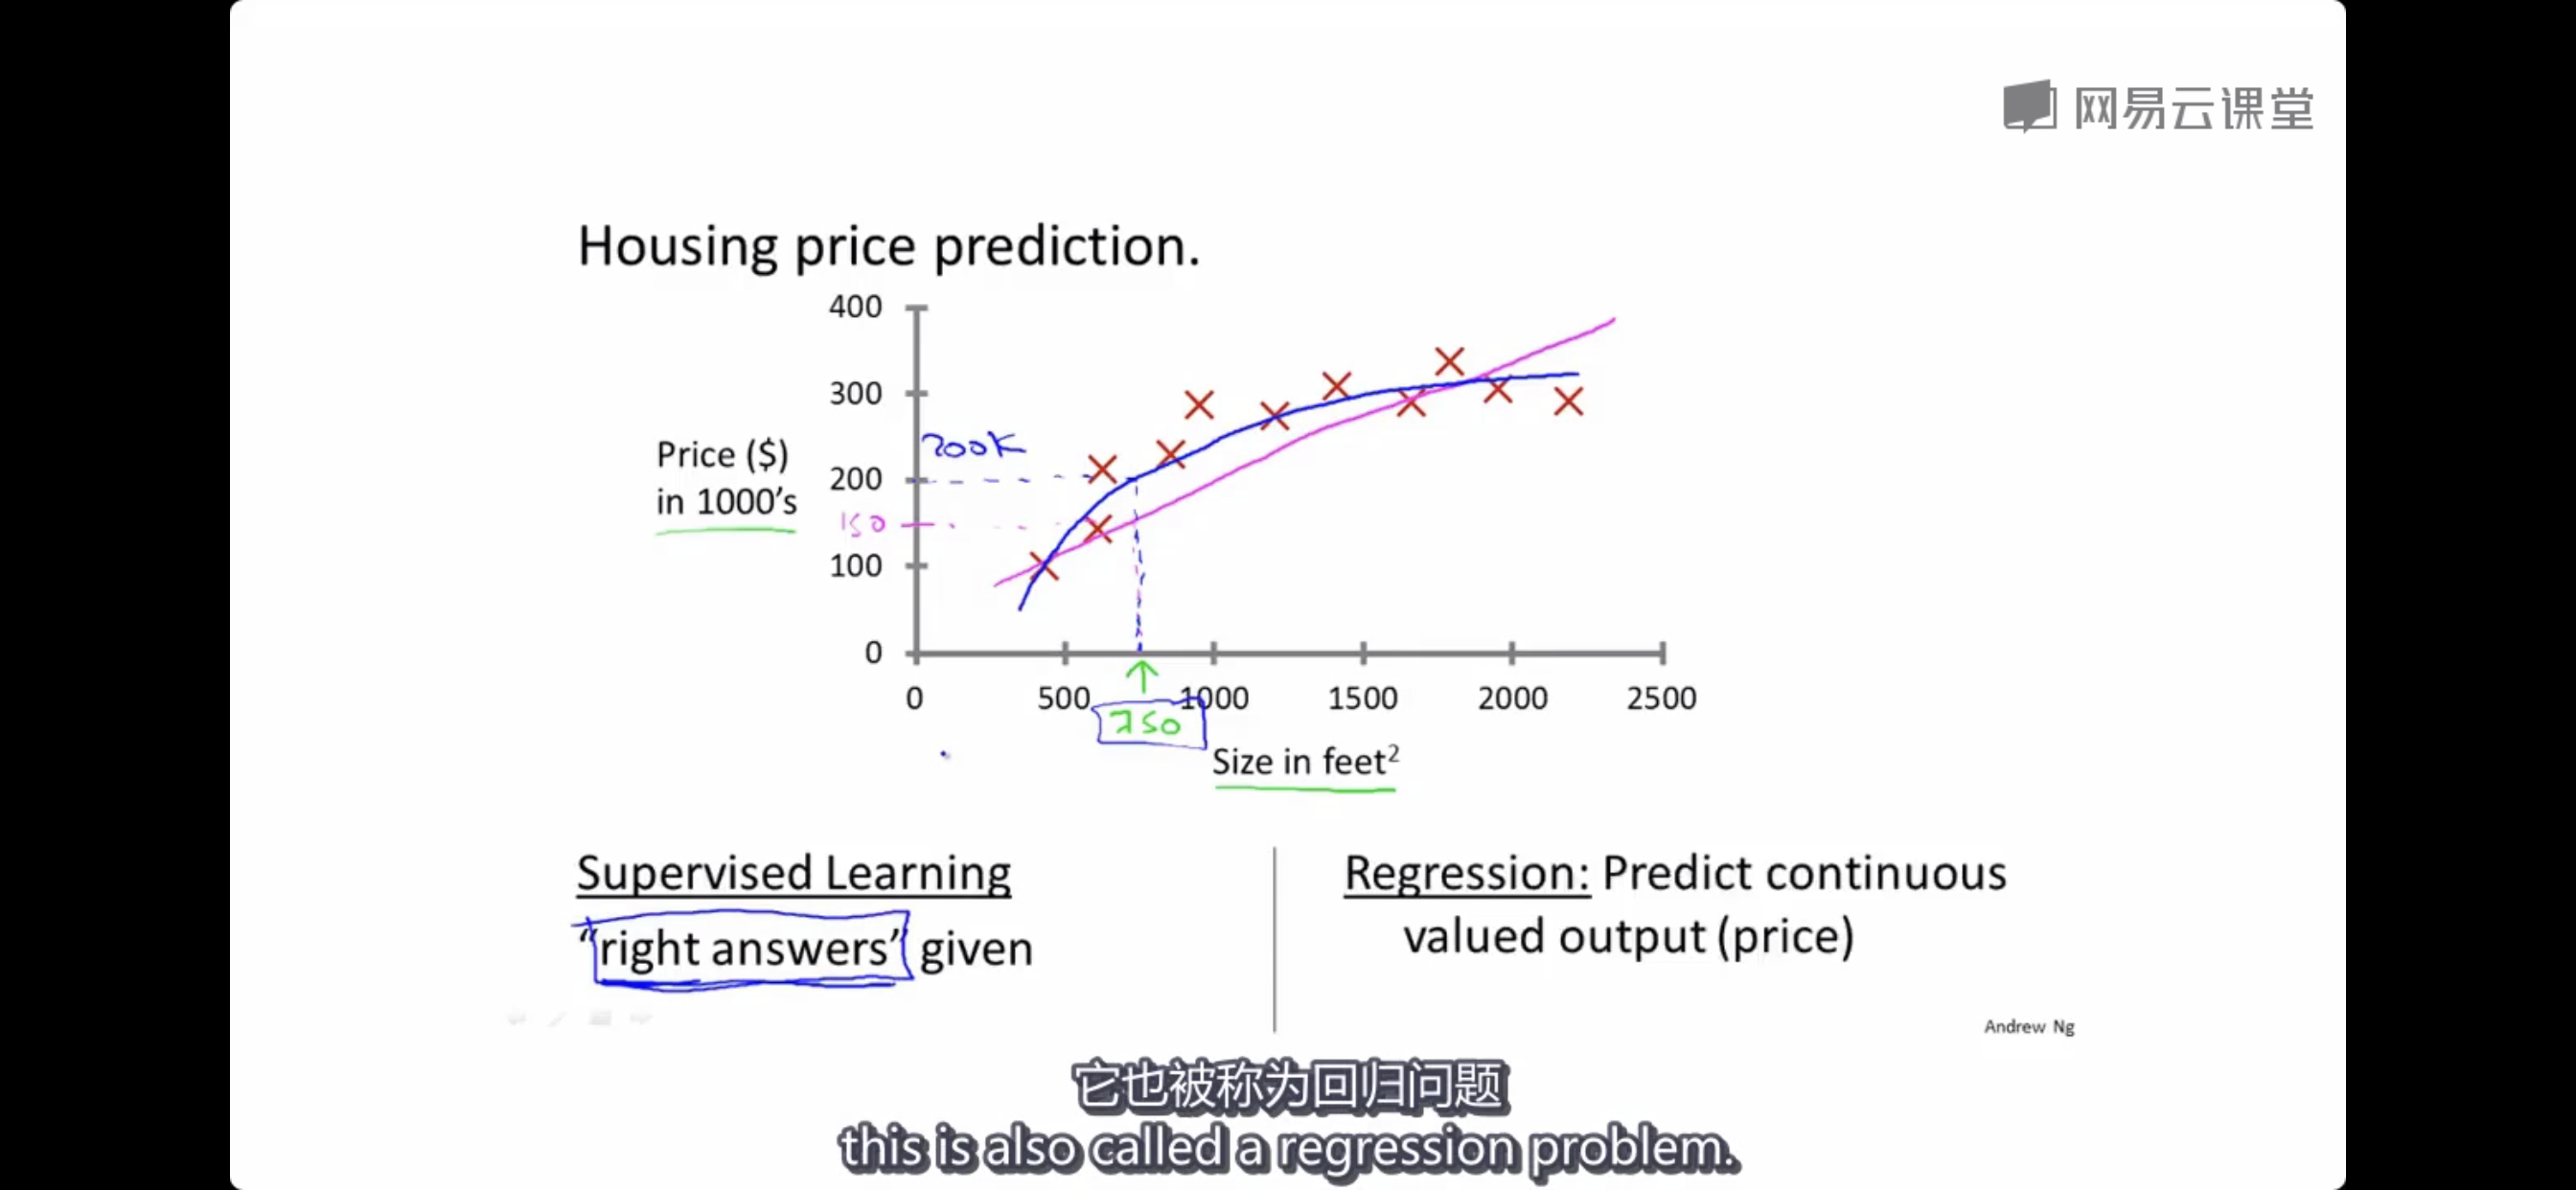 网易云课堂
Housing price prediction.
400
300
200K
Price ($)
in 1000's
200
150
100
0
0 500 1000 1500 2000 2500
750
Size in feet²
Supervised Learning
“right answers” given
Regression: Predict continuous
valued output (price)
Andrew Ng
它也被称为回归问题
this is also called a regression problem.